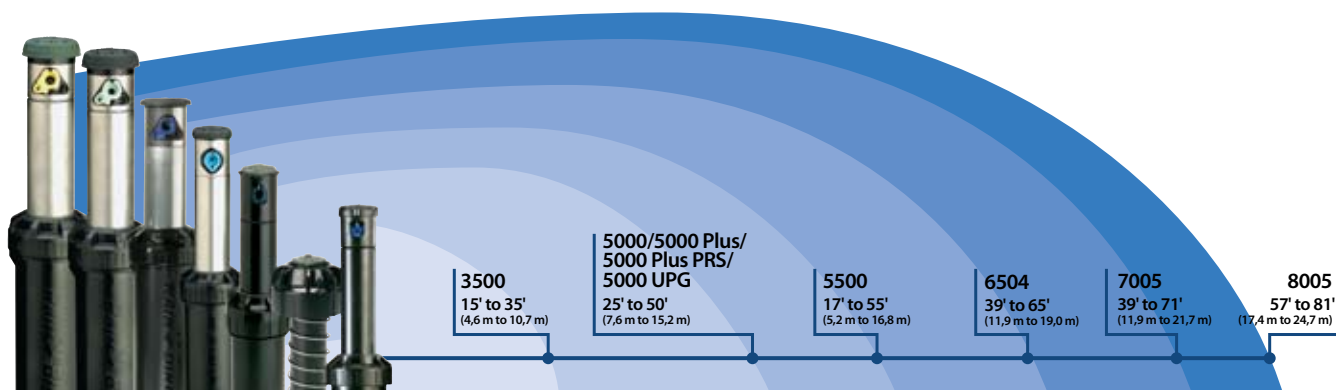 3500
15' to 35'
(4,6 m to 10,7 m)
5000/5000 Plus/
5000 Plus PRS/
5000 UPG
25' to 50'
(7,6 m to 15,2 m)
5500
17' to 55'
(5,2 m to 16,8 m)
6504
39' to 65'
(11,9 m to 19,0 m)
7005
39' to 71'
(11,9 m to 21,7 m)
8005
57' to 81'
(17,4 m to 24,7 m)